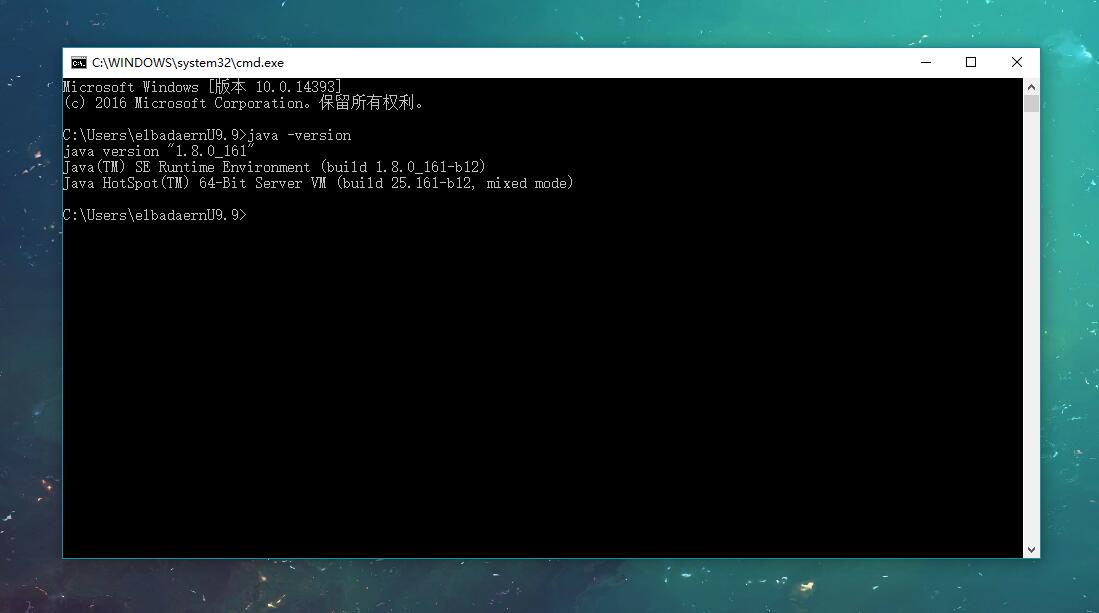 C:\WINDOWS\system32\cmd.exe
Microsoft Windows [版本 10.0.14393]
(c) 2016 Microsoft Corporation。保留所有权利。
C:\Users\elbadaernU9.9>java -version
java version "1.8.0_161"
Java(TM) SE Runtime Environment (build 1.8.0_161-b12)
Java HotSpot(TM) 64-Bit Server VM (build 25.161-b12, mixed mode)
C:\Users\elbadaernU9.9>